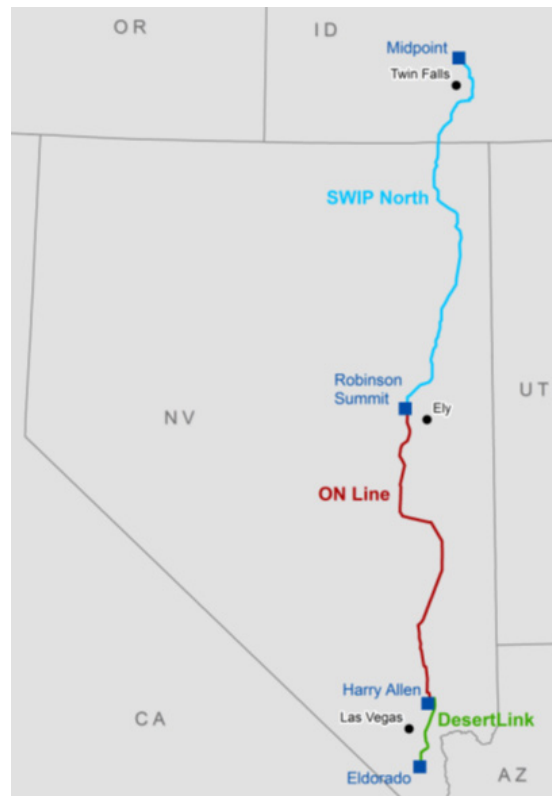 OR
ID
Midpoint
Twin Falls
SWIP North
Robinson
Summit
Ely
UT
NV
ON Line
Harry Allen
Las Vegas
DesertLink
CA
Eldorado
AZ